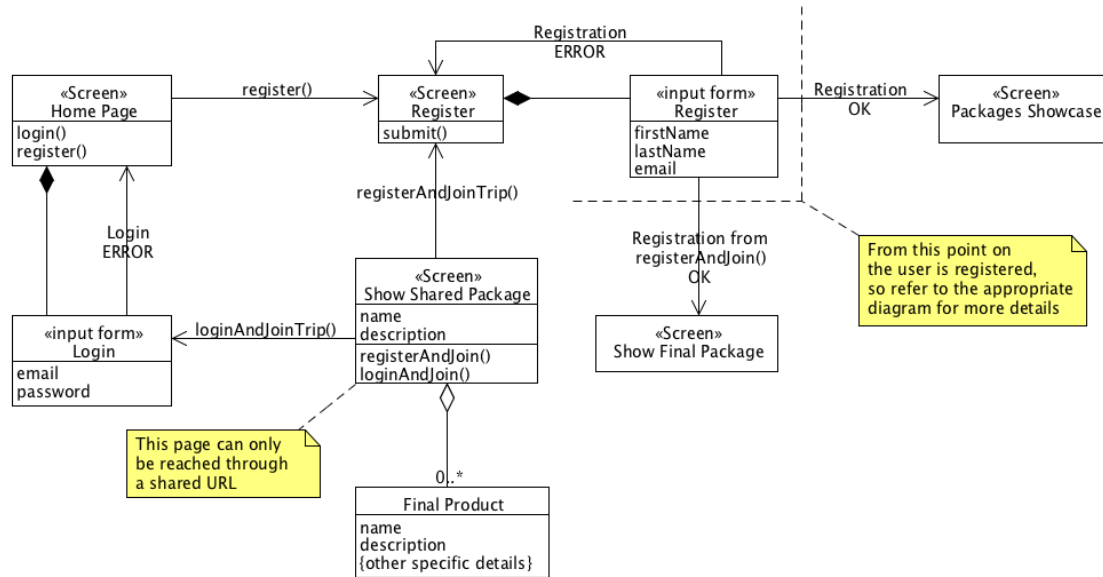 Registration
ERROR
«Screen»
Home Page
login()
register()
register()
«Screen»
Register
submit()
«input form»
Register
firstName
lastName
email
Registration
OK
«Screen»
Packages Showcase
registerAndJoinTrip()
Login
ERROR
Registration from
registerAndJoin()
OK
From this point on
the user is registered,
so refer to the appropriate
diagram for more details
«Screen»
Show Shared Package
name
description
registerAndJoin()
loginAndJoin()
loginAndJoinTrip()
«input form»
Login
email
password
«Screen»
Show Final Package
This page can only
be reached through
a shared URL
0..*
Final Product
name
description
{other specific details}